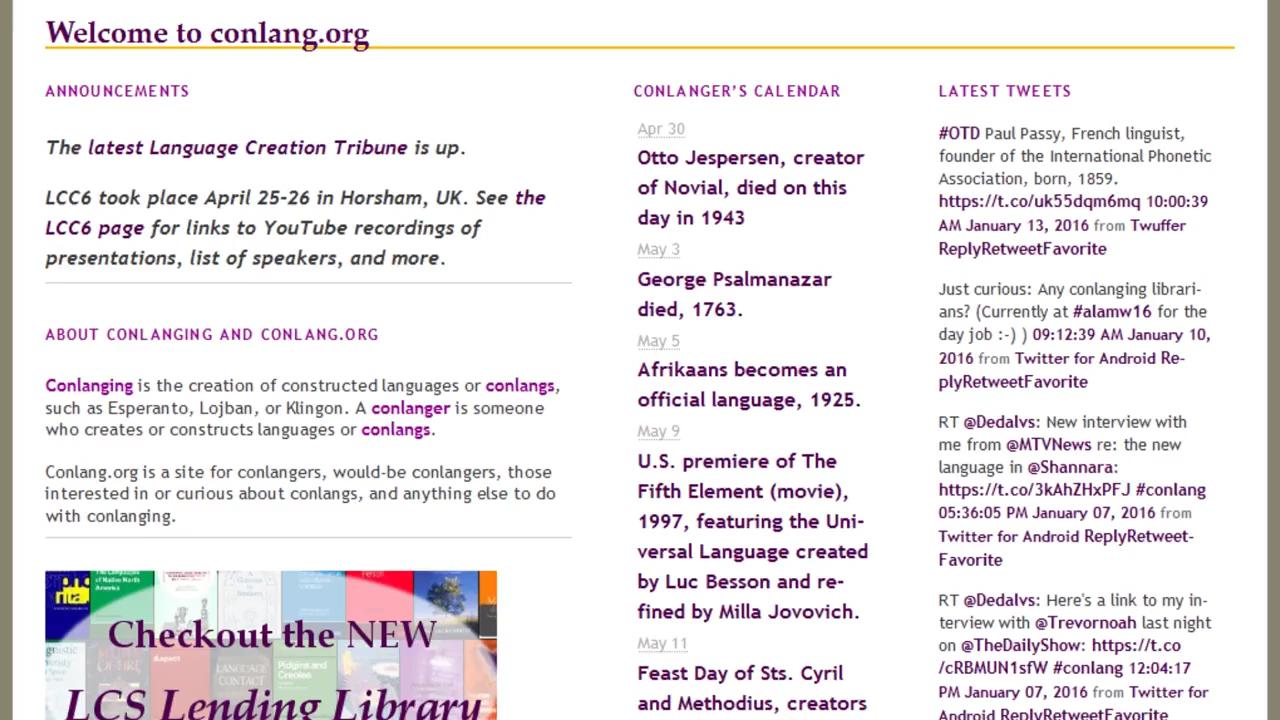 Welcome to conlang.org
ANNOUNCEMENTS
The latest Language Creation Tribune is up.
LCC6 took place April 25-26 in Horsham, UK. See the
LCC6 page for links to YouTube recordings of
presentations, list of speakers, and more.
ABOUT CONLANGING AND CONLANG.ORG
Conlanging is the creation of constructed languages or conlangs,
such as Esperanto, Lojban, or Klingon. A conlanger is someone
who creates or constructs languages or conlangs.
Conlang.org is a site for conlangers, would-be conlangers, those
interested in or curious about conlangs, and anything else to do
with conlanging.
of Native North
America
Checkout the NEW
Aspect
LANGUAGE
CONTACT
Pidgins and
Creoles
LCS Lending Library
CONLANGER'S CALENDAR
Apr 30
Otto Jespersen, creator
of Novial, died on this
day in 1943
May 3
George Psalmanazar
died, 1763.
May 5
Afrikaans becomes an
official language, 1925.
May 9
U.S. premiere of The
Fifth Element (movie),
1997, featuring the Uni-
versal Language created
by Luc Besson and re-
fined by Milla Jovovich.
May 11
Feast Day of Sts. Cyril
and Methodius, creators
LATEST TWEETS
#OTD Paul Passy, French linguist,
founder of the International Phonetic
Association, born, 1859.
https://t.co/uk55dqm6mq 10:00:39
AM January 13, 2016 from Twuffer
ReplyRetweetFavorite
Just curious: Any conlanging librari-
ans? (Currently at #alamw16 for the
day job :-) ) 09:12:39 AM January 10,
2016 from Twitter for Android Re-
plyRetweetFavorite
RT @Dedalvs: New interview with
me from @MTVNews re: the new
language in @Shannara:
https://t.co/3kAhZHxPFJ #conlang
05:36:05 PM January 07, 2016 from
Twitter for Android ReplyRetweet-
Favorite
RT @Dedalvs: Here's a link to my in-
terview with @Trevornoah last night
on @TheDailyShow: https://t.co
/cRBMUN1sfW #conlang 12:04:17
PM January 07, 2016 from Twitter for
Android ReplyRetweetFavorite